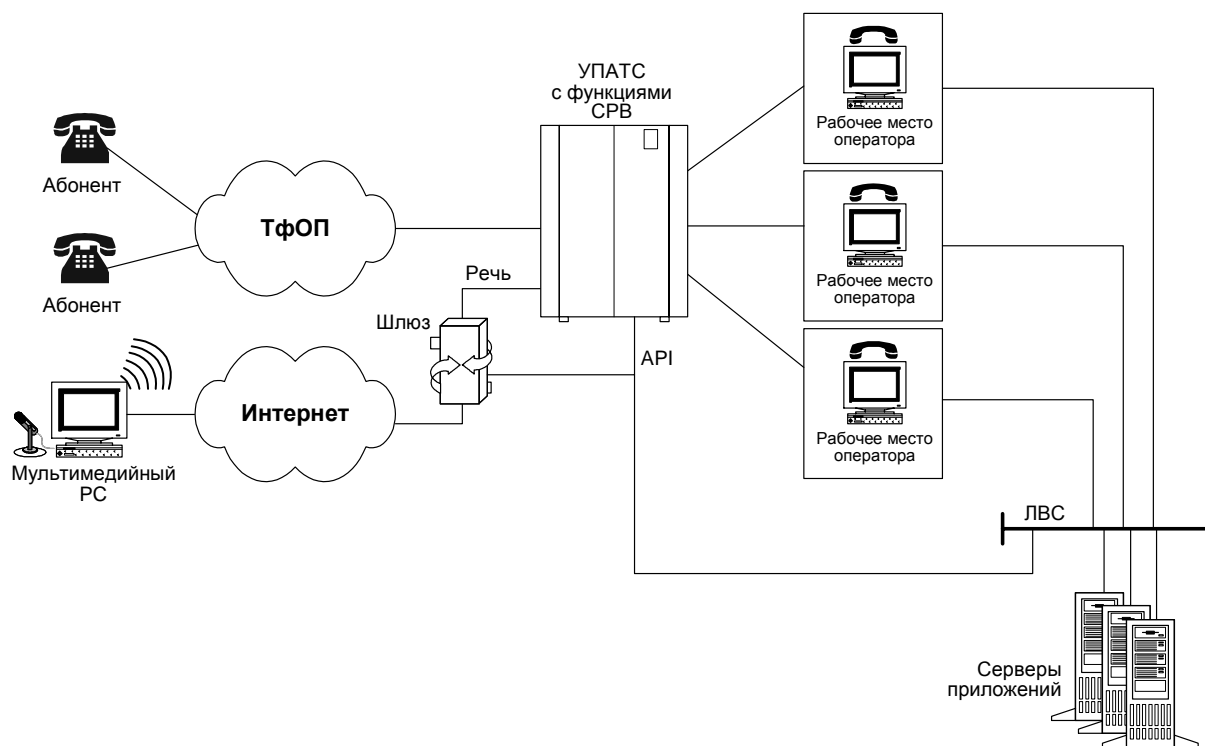 УПАТС
с функциями
СРВ
Рабочее место
оператора
Абонент
ТфОП
Абонент
Рабочее место
оператора
Речь
Шлюз
API
Интернет
Рабочее место
оператора
Мультимедийный
PC
ЛВС
Серверы
приложений